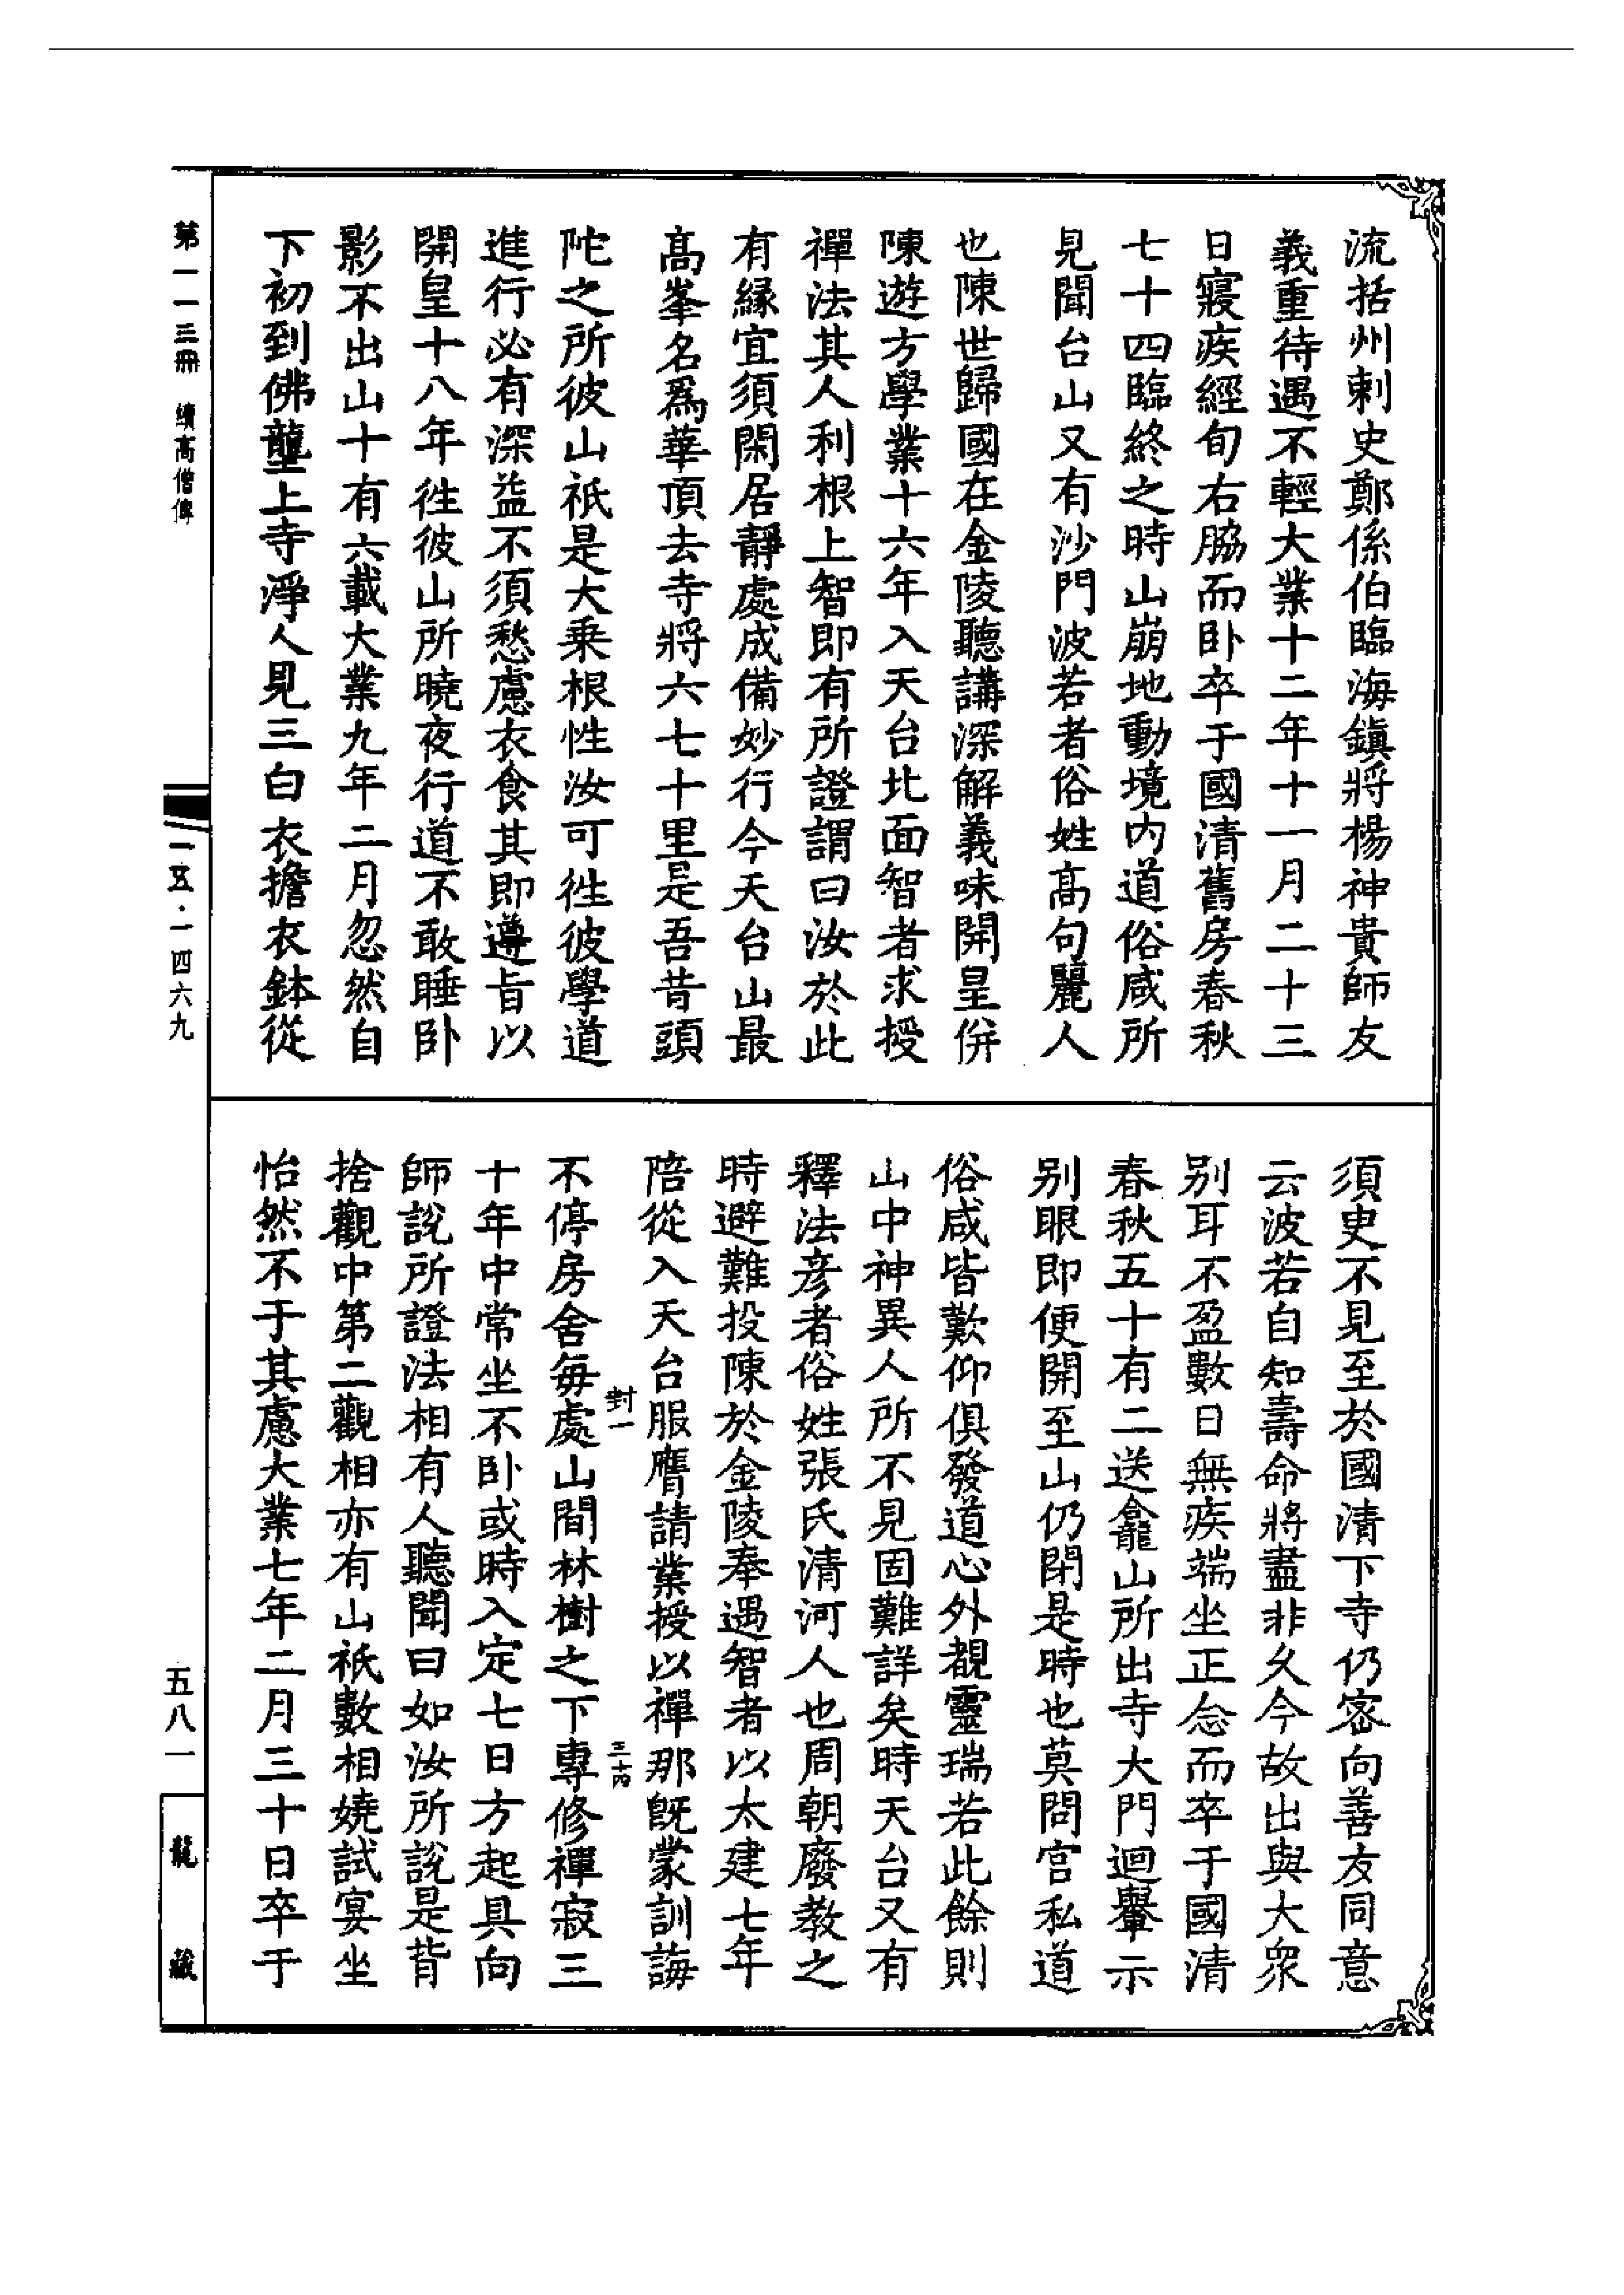 流括州刺史鄭係伯臨海鎮將楊神貴師友
義重待遇不輕大業十二年十一月二十三
日寢疾經旬右脇而卧卒于國清舊房春秋
七十四臨終之時山崩地動境内道俗咸所
見聞台山又有沙門波若者俗姓高句麗人
也陳世歸國在金陵聽講深解義味開皇併
陳遊方學業十六年入天台北面智者求授
禪法其人利根上智即有所證謂曰汝於此
有緣宜須閑居靜處成備妙行今天台山最
高峯名爲華頂去寺將六七十里是吾昔頭
陀之所彼山祇是大乘根性汝可徃彼學道
進行必有深益不須愁慮衣食其即遵旨以
開皇十八年徃彼山所曉夜行道不敢睡卧
影不出山十有六載大業九年二月忽然自
下初到佛壟上寺淨人見三白衣擔衣鉢從
須臾不見至於國清下寺仍密向善友同意
云波若自知壽命將盡非久今故出與大衆
别耳不盈數日無疾端坐正念而卒于國清
春秋五十有二送龕山所出寺大門迴轝示
别眼即便開至山仍閉是時也莫問官私道
俗咸皆歎仰俱發道心外覩靈瑞若此餘則
山中神異人所不見固難詳矣時天台又有
釋法彦者俗姓張氏清河人也周朝廢教之
時避難投陳於金陵奉遇智者以太建七年
陪從入天台服膺請業授以禪那既蒙訓誨
不停房舍每處山間林樹之下專修禪寂三
十年中常坐不卧或時入定七日方起具向
師說所證法相有人聽聞曰如汝所說是背
捨觀中第二觀相亦有山祇數相嬈試宴坐
怡然不于其慮大業七年二月三十日卒于
封一
三十六
第一一三冊 續高僧傳
一五·一四六九
五八一
龍藏